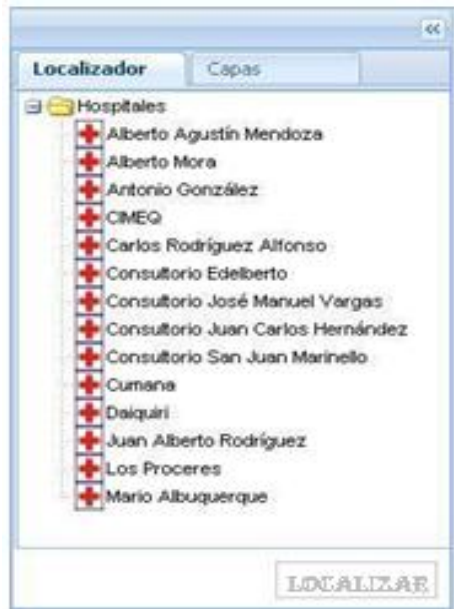 Localizador Capas
Hospitales
Alberto Agustín Mendoza
Alberto Mora
Antonio González
CIMEQ
Carlos Rodríguez Alfonso
Consultorio Edelberto
Consultorio José Manuel Vargas
Consultorio Juan Carlos Hernández
Consultorio San Juan Marinello
Cumana
Daiquiri
Juan Alberto Rodríguez
Los Proceres
Mario Albuquerque
LOCALIZAR